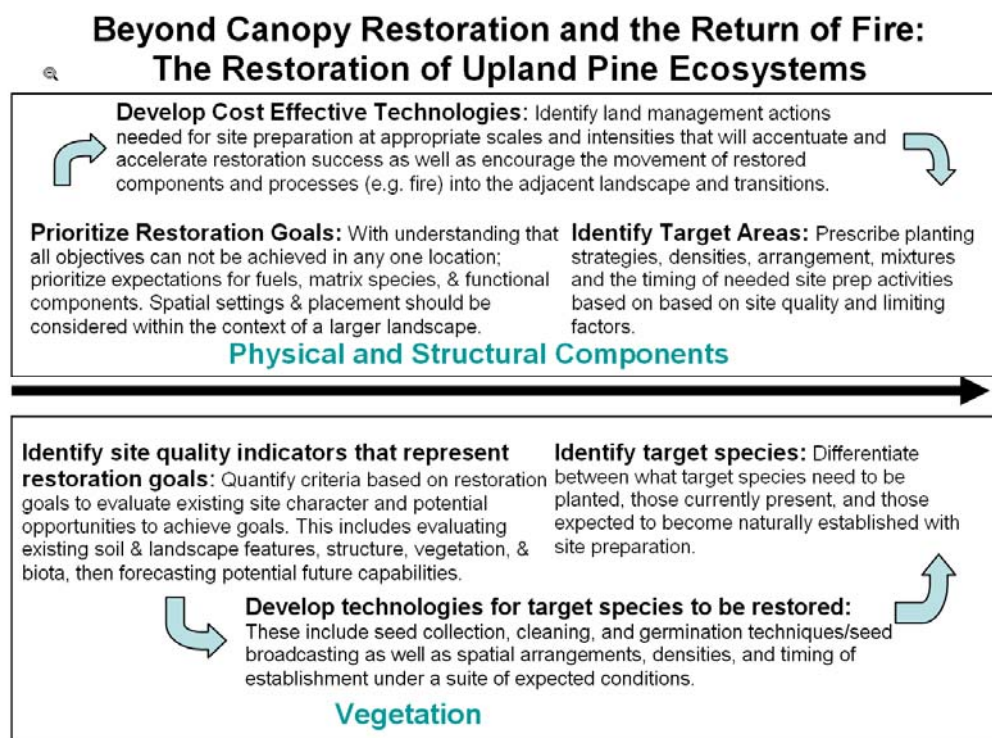 Beyond Canopy Restoration and the Return of Fire:
The Restoration of Upland Pine Ecosystems
Develop Cost Effective Technologies: Identify land management actions
needed for site preparation at appropriate scales and intensities that will accentuate and
accelerate restoration success as well as encourage the movement of restored
components and processes (e.g. fire) into the adjacent landscape and transitions.
Prioritize Restoration Goals: With understanding that
all objectives can not be achieved in any one location;
prioritize expectations for fuels, matrix species, & functional
components. Spatial settings & placement should be
considered within the context of a larger landscape.
Identify Target Areas: Prescribe planting
strategies, densities, arrangement, mixtures
and the timing of needed site prep activities
based on based on site quality and limiting
factors.
Physical and Structural Components
Identify site quality indicators that represent
restoration goals: Quantify criteria based on restoration
goals to evaluate existing site character and potential
opportunities to achieve goals. This includes evaluating
existing soil & landscape features, structure, vegetation, &
biota, then forecasting potential future capabilities.
Identify target species: Differentiate
between what target species need to be
planted, those currently present, and those
expected to become naturally established with
site preparation.
Develop technologies for target species to be restored:
These include seed collection, cleaning, and germination techniques/seed
broadcasting as well as spatial arrangements, densities, and timing of
establishment under a suite of expected conditions.
Vegetation